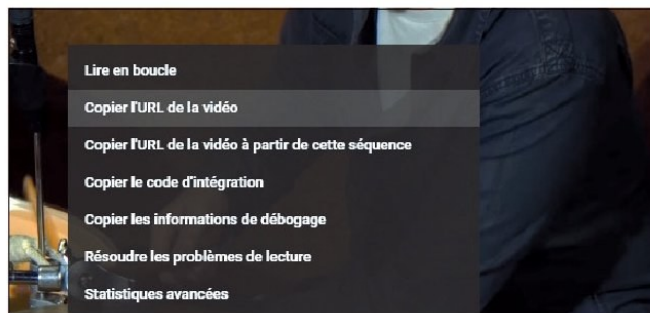 Lire en boucle
Copier l'URL de la vidéo
Copier l'URL de la vidéo à partir de cette séquence
Copier le code d'intégration
Copier les informations de débogage
Résoudre les problèmes de lecture
Statistiques avancées